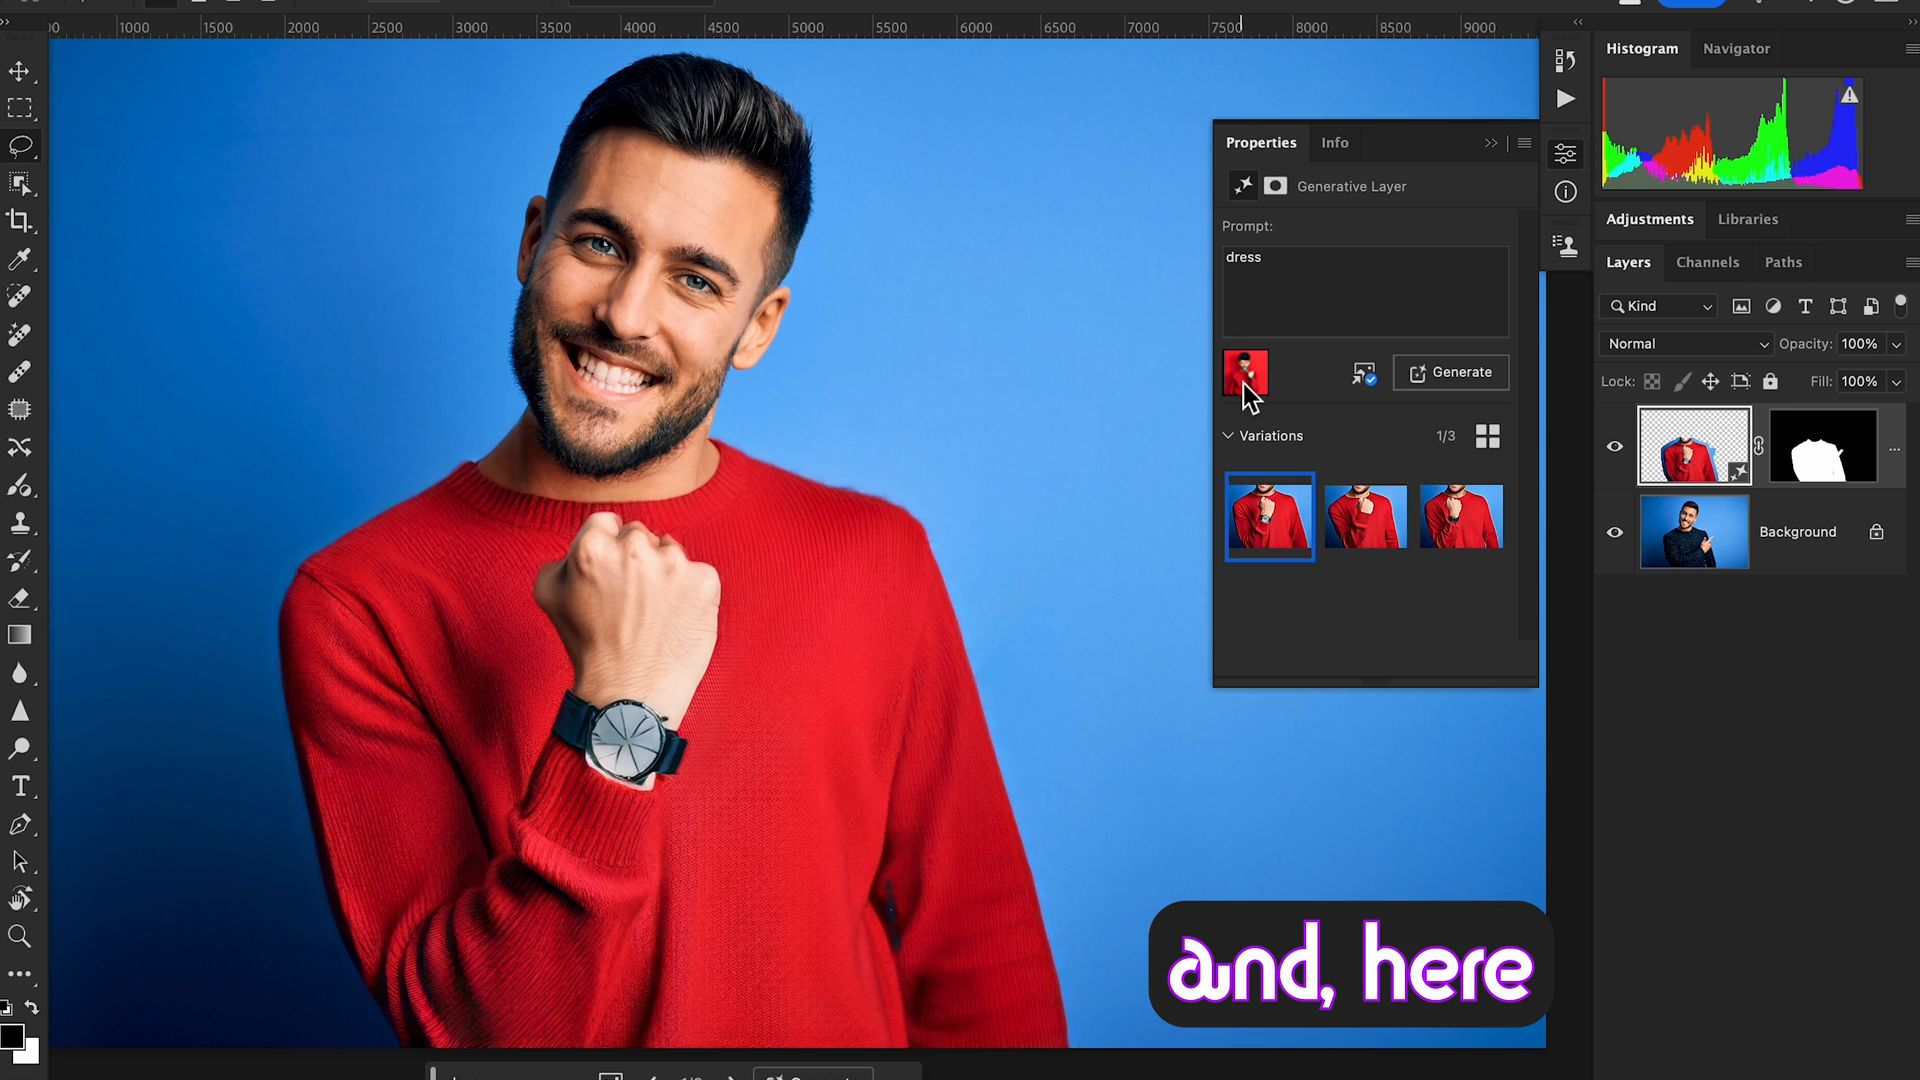 1000 1500 2000 2500 3000 3500 4000 4500 5000 5500 6000 6500 7000 7500 8000 8500 9000
Histogram Navigator
Properties Info
Generative Layer
Prompt:
dress
Generate
Variations 1/3
Adjustments Libraries
Layers Channels Paths
Kind
Normal Opacity: 100%
Lock: Fill: 100%
Background
and, here